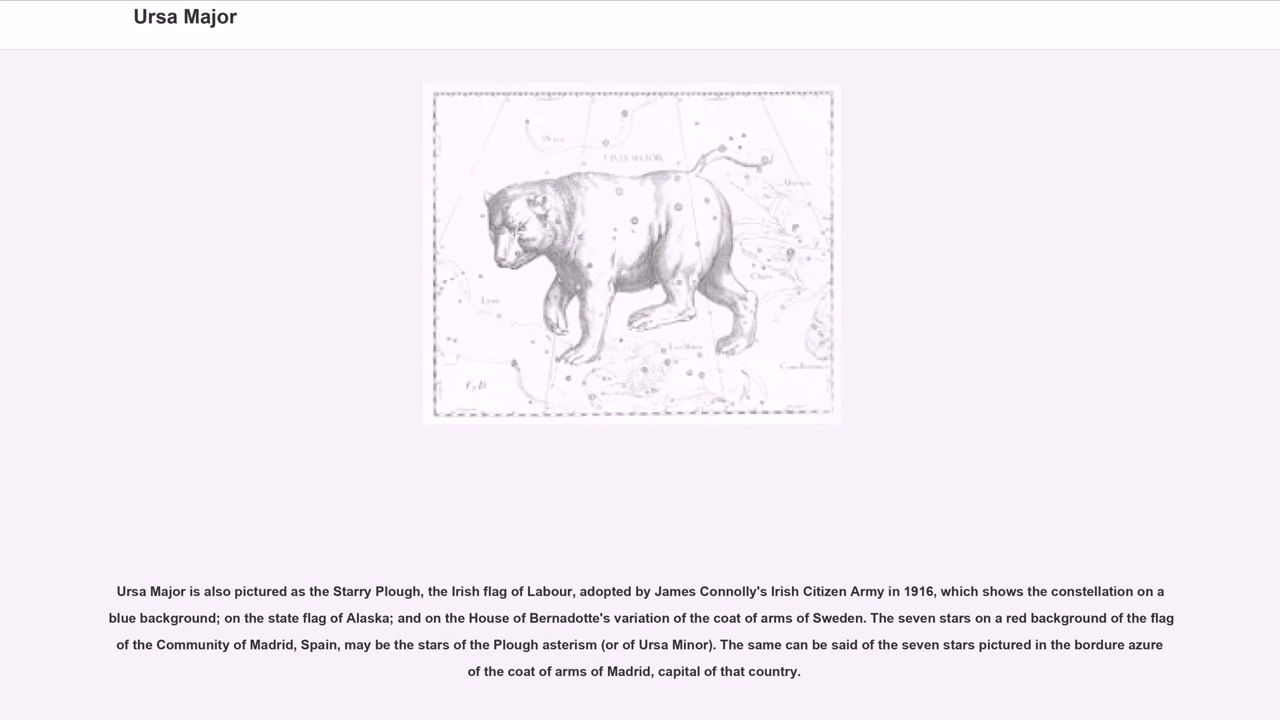 Ursa Major
URSA MAJOR
Leo
Ursa Major is also pictured as the Starry Plough, the Irish flag of Labour, adopted by James Connolly's Irish Citizen Army in 1916, which shows the constellation on a
blue background; on the state flag of Alaska; and on the House of Bernadotte's variation of the coat of arms of Sweden. The seven stars on a red background of the flag
of the Community of Madrid, Spain, may be the stars of the Plough asterism (or of Ursa Minor). The same can be said of the seven stars pictured in the bordure azure
of the coat of arms of Madrid, capital of that country.